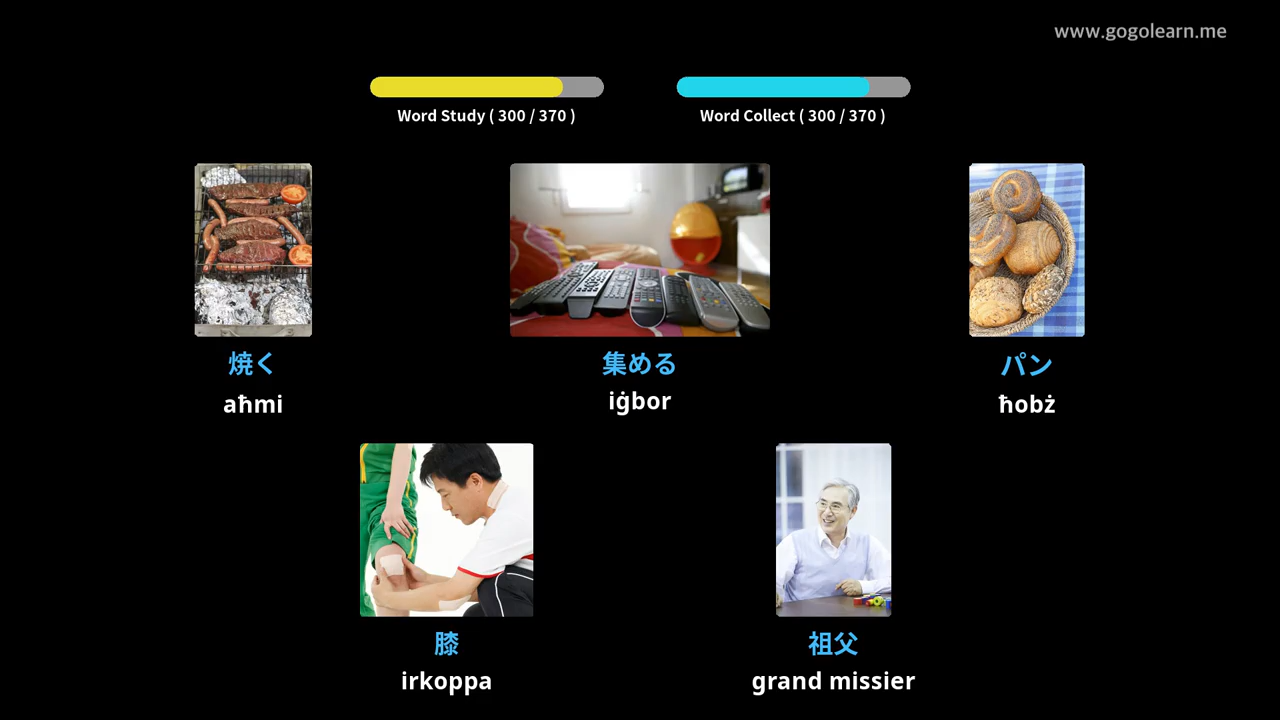 www.gogolearn.me
Word Study ( 300 / 370 )
Word Collect ( 300 / 370 )
焼く
aħmi
集める
iġbor
パン
ħobż
膝
irkoppa
祖父
grand missier